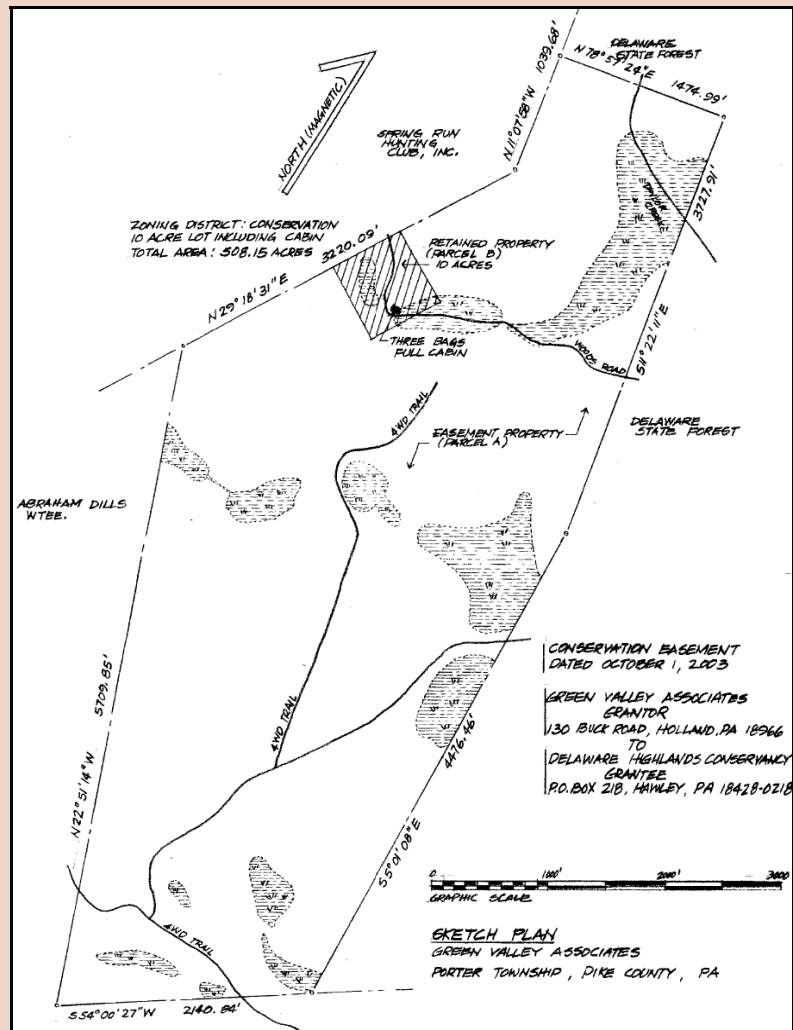 DELAWARE
STATE FOREST
N 78° 57' 24" E
1474.99'
1039.68'
N 11° 07' 58" W
NORTH (MAGNETIC)
SPRING RUN
HUNTING
CLUB, INC.
TAYLOR
CREEK
3727.91'
ZONING DISTRICT: CONSERVATION
10 ACRE LOT INCLUDING CABIN
TOTAL AREA: 508.15 ACRES
3220.09'
N 29° 18' 31" E
RETAINED PROPERTY
(PARCEL B)
10 ACRES
THREE BAGS
FULL CABIN
WOODS ROAD
S 11° 22' 11" E
4WD TRAIL
EASEMENT PROPERTY
(PARCEL A)
DELAWARE
STATE FOREST
ABRAHAM DILLS
WTEE.
CONSERVATION EASEMENT
DATED OCTOBER 1, 2003
GREEN VALLEY ASSOCIATES
GRANTOR
130 BUCK ROAD, HOLLAND, PA 18966
TO
DELAWARE HIGHLANDS CONSERVANCY
GRANTEE
P.O. BOX 218, HAWLEY, PA 18428-0218
5709.85'
N 22° 51' 14" W
4WD TRAIL
4476.46'
S 5° 01' 08" E
0 1000' 2000' 3000
GRAPHIC SCALE
4WD TRAIL
SKETCH PLAN
GREEN VALLEY ASSOCIATES
PORTER TOWNSHIP, PIKE COUNTY, PA
S 54° 00' 27" W 2140.84'